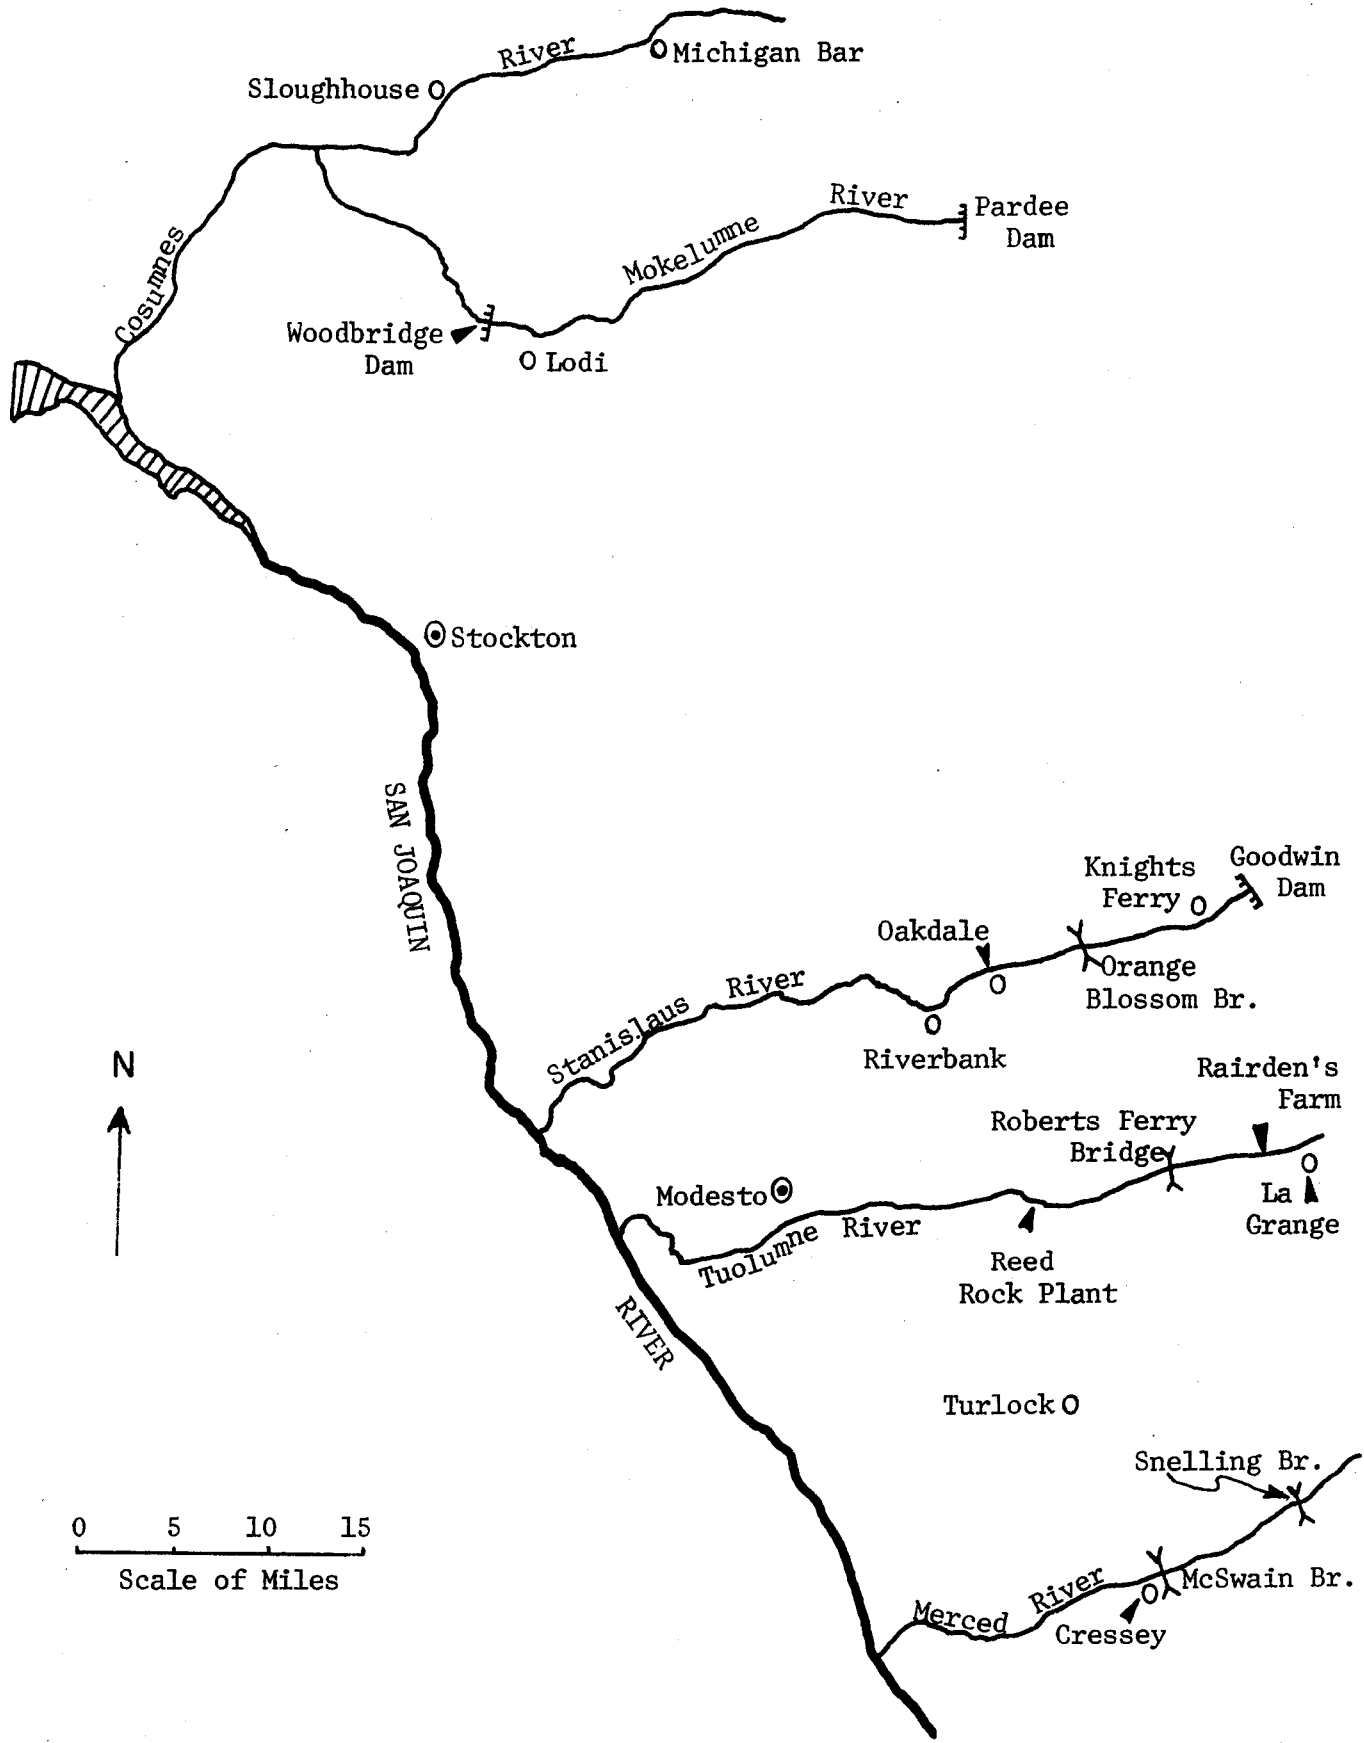 River
Michigan Bar
Sloughhouse
River
Pardee
Dam
Mokelumne
Cosumnes
Woodbridge
Dam
Lodi
Stockton
SAN JOAQUIN
Knights
Ferry
Goodwin
Dam
Oakdale
Orange
Blossom Br.
River
Stanislaus
Riverbank
N
Rairden's
Farm
Roberts Ferry
Bridge
Modesto
La
Grange
River
Tuolumne
Reed
Rock Plant
RIVER
Turlock
Snelling Br.
0 5 10 15
Scale of Miles
McSwain Br.
River
Merced
Cressey